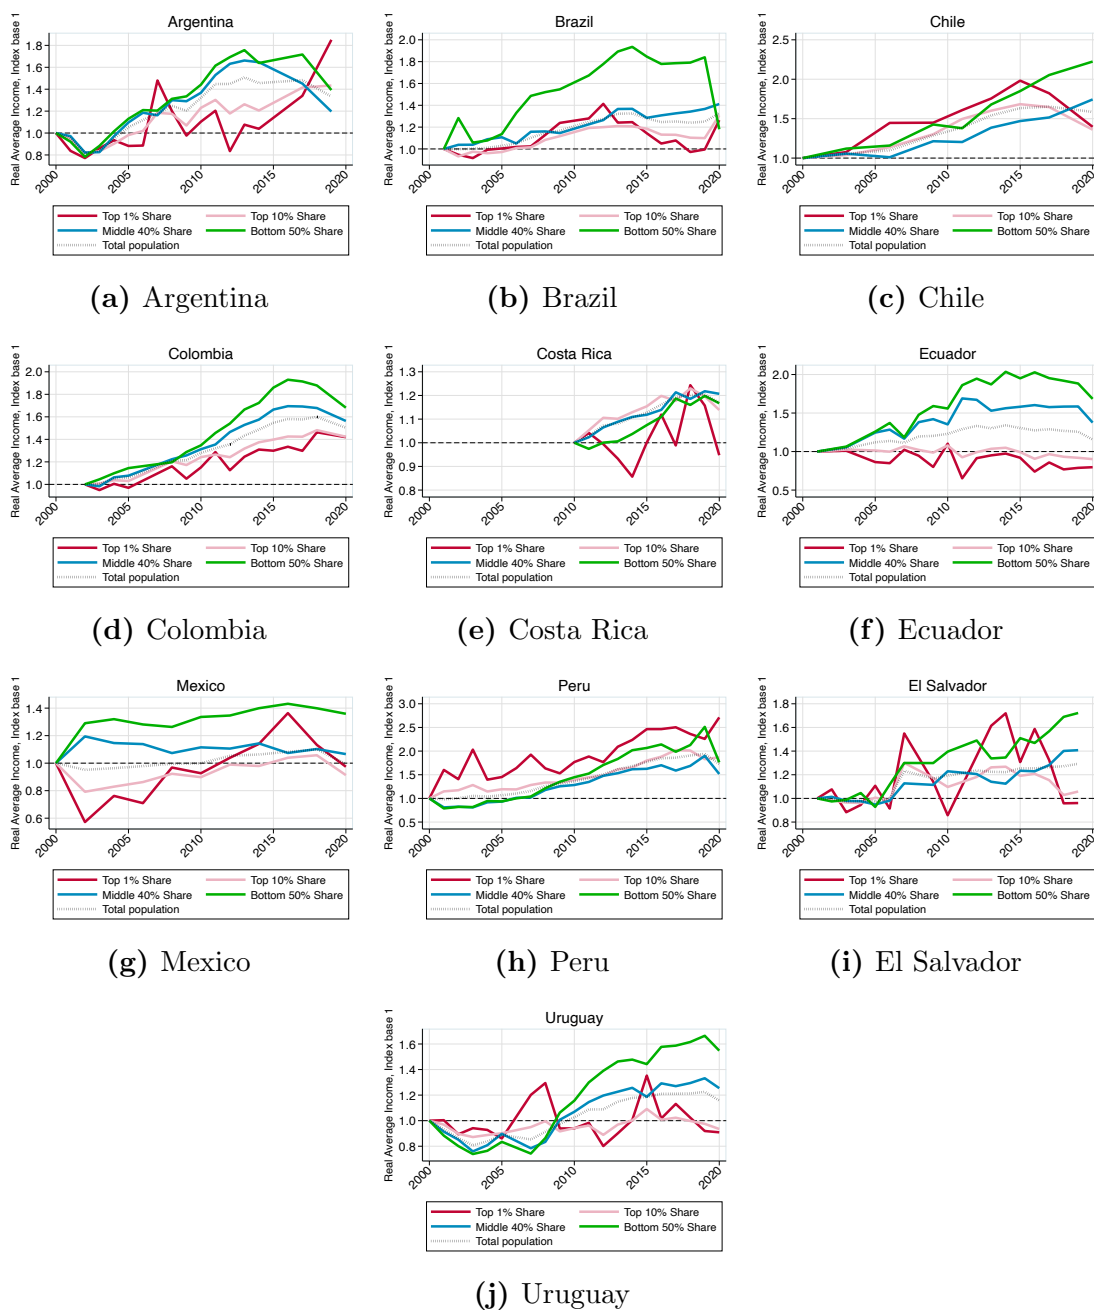 Argentina
Real Average Income, Index base 1
1.8
1.6
1.4
1.2
1.0
0.8
2000
2005
2010
2015
2020
Top 1% Share
Top 10% Share
Middle 40% Share
Bottom 50% Share
Total population
(a) Argentina
Brazil
Real Average Income, Index base 1
2.0
1.8
1.6
1.4
1.2
1.0
2000
2005
2010
2015
2020
Top 1% Share
Top 10% Share
Middle 40% Share
Bottom 50% Share
Total population
(b) Brazil
Chile
Real Average Income, Index base 1
2.5
2.0
1.5
1.0
2000
2005
2010
2015
2020
Top 1% Share
Top 10% Share
Middle 40% Share
Bottom 50% Share
Total population
(c) Chile
Colombia
Real Average Income, Index base 1
2.0
1.8
1.6
1.4
1.2
1.0
2000
2005
2010
2015
2020
Top 1% Share
Top 10% Share
Middle 40% Share
Bottom 50% Share
Total population
(d) Colombia
Costa Rica
Real Average Income, Index base 1
1.3
1.2
1.1
1.0
0.9
0.8
2000
2005
2010
2015
2020
Top 1% Share
Top 10% Share
Middle 40% Share
Bottom 50% Share
Total population
(e) Costa Rica
Ecuador
Real Average Income, Index base 1
2.0
1.5
1.0
0.5
2000
2005
2010
2015
2020
Top 1% Share
Top 10% Share
Middle 40% Share
Bottom 50% Share
Total population
(f) Ecuador
Mexico
Real Average Income, Index base 1
1.4
1.2
1.0
0.8
0.6
2000
2005
2010
2015
2020
Top 1% Share
Top 10% Share
Middle 40% Share
Bottom 50% Share
Total population
(g) Mexico
Peru
Real Average Income, Index base 1
3.0
2.5
2.0
1.5
1.0
0.5
2000
2005
2010
2015
2020
Top 1% Share
Top 10% Share
Middle 40% Share
Bottom 50% Share
Total population
(h) Peru
El Salvador
Real Average Income, Index base 1
1.8
1.6
1.4
1.2
1.0
0.8
2000
2005
2010
2015
2020
Top 1% Share
Top 10% Share
Middle 40% Share
Bottom 50% Share
Total population
(i) El Salvador
Uruguay
Real Average Income, Index base 1
1.6
1.4
1.2
1.0
0.8
2000
2005
2010
2015
2020
Top 1% Share
Top 10% Share
Middle 40% Share
Bottom 50% Share
Total population
(j) Uruguay